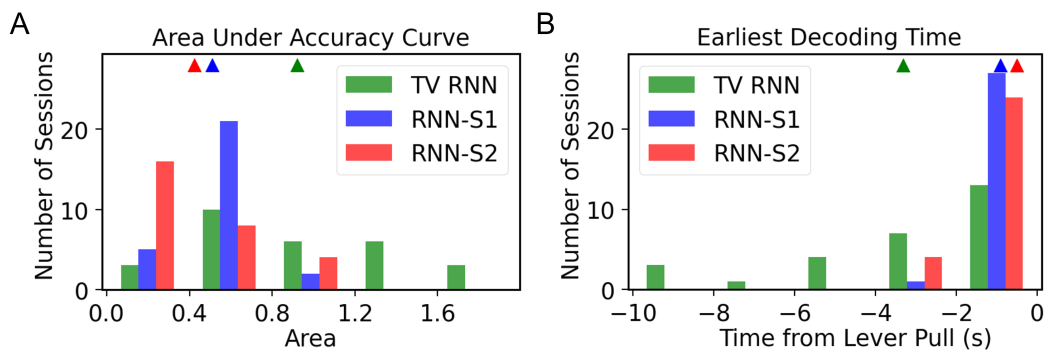 A
Area Under Accuracy Curve
Number of Sessions
20
10
0
TV RNN
RNN-S1
RNN-S2
0.0 0.4 0.8 1.2 1.6
Area
B
Earliest Decoding Time
Number of Sessions
20
10
0
TV RNN
RNN-S1
RNN-S2
−10 −8 −6 −4 −2 0
Time from Lever Pull (s)